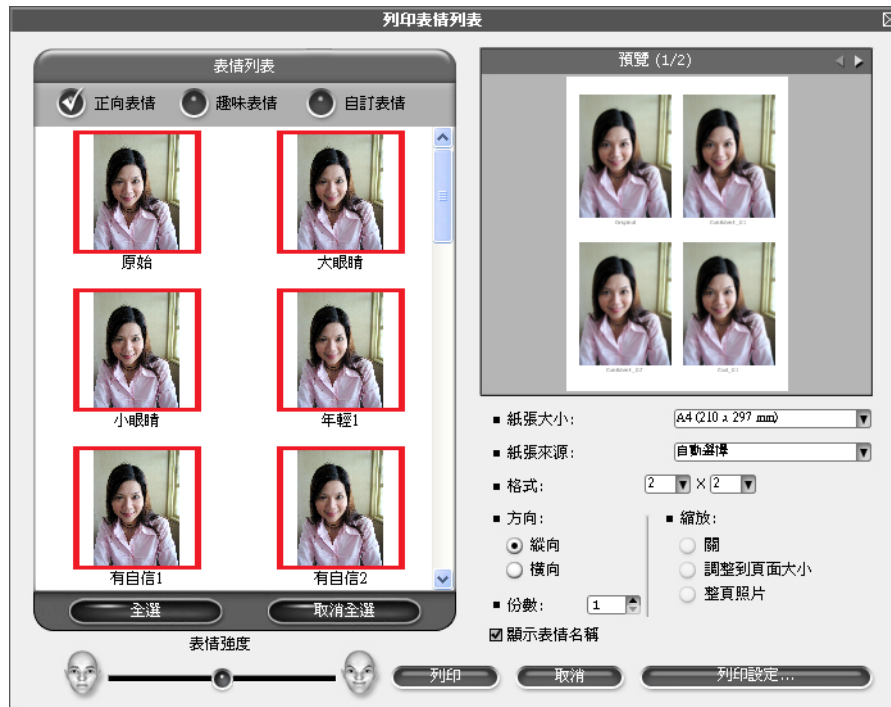 列印表情列表
表情列表
正向表情 趣味表情 自訂表情
原始 大眼睛
小眼睛 年輕1
有自信1 有自信2
全選 取消全選
表情強度
預覽 (1/2)
Original Confident_01
Confident_02 Cool_01
紙張大小: A4 (210 x 297 mm)
紙張來源: 自動選擇
格式: 2 X 2
方向:
縱向
橫向
縮放:
關
調整到頁面大小
整頁照片
份數: 1
顯示表情名稱
列印 取消 列印設定...